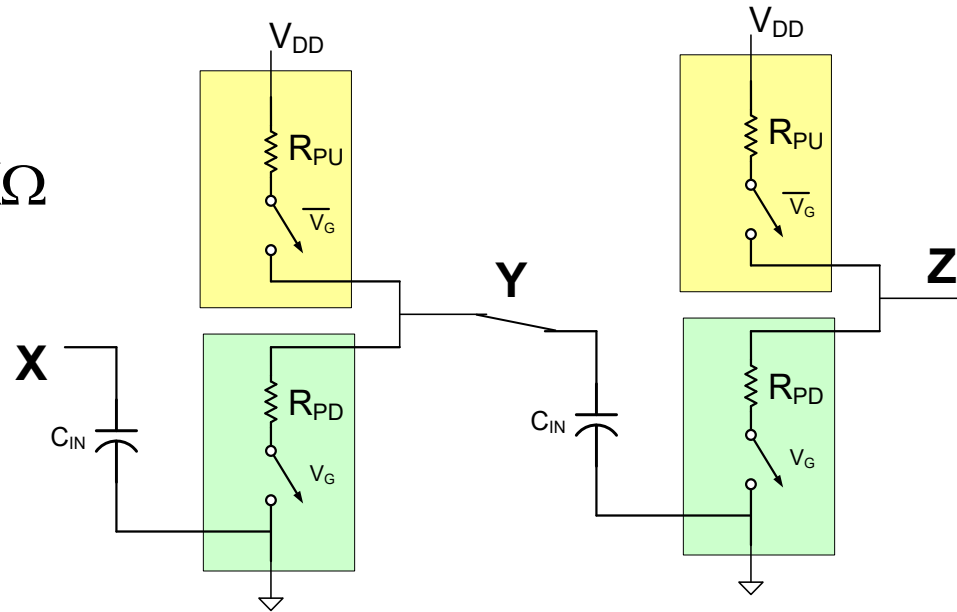 V_DD
V_DD
R_PU
R_PU
Ω
V̅_G
V̅_G
Y
Z
X
R_PD
R_PD
C_IN
C_IN
V_G
V_G